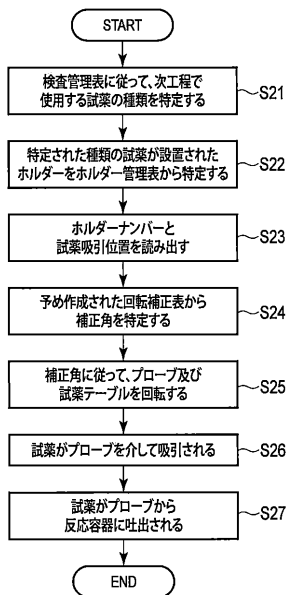 START
検査管理表に従って、次工程で
使用する試薬の種類を特定する
S21
特定された種類の試薬が設置された
ホルダーをホルダー管理表から特定する
S22
ホルダーナンバーと
試薬吸引位置を読み出す
S23
予め作成された回転補正表から
補正角を特定する
S24
補正角に従って、プローブ及び
試薬テーブルを回転する
S25
試薬がプローブを介して吸引される
S26
試薬がプローブから
反応容器に吐出される
S27
END